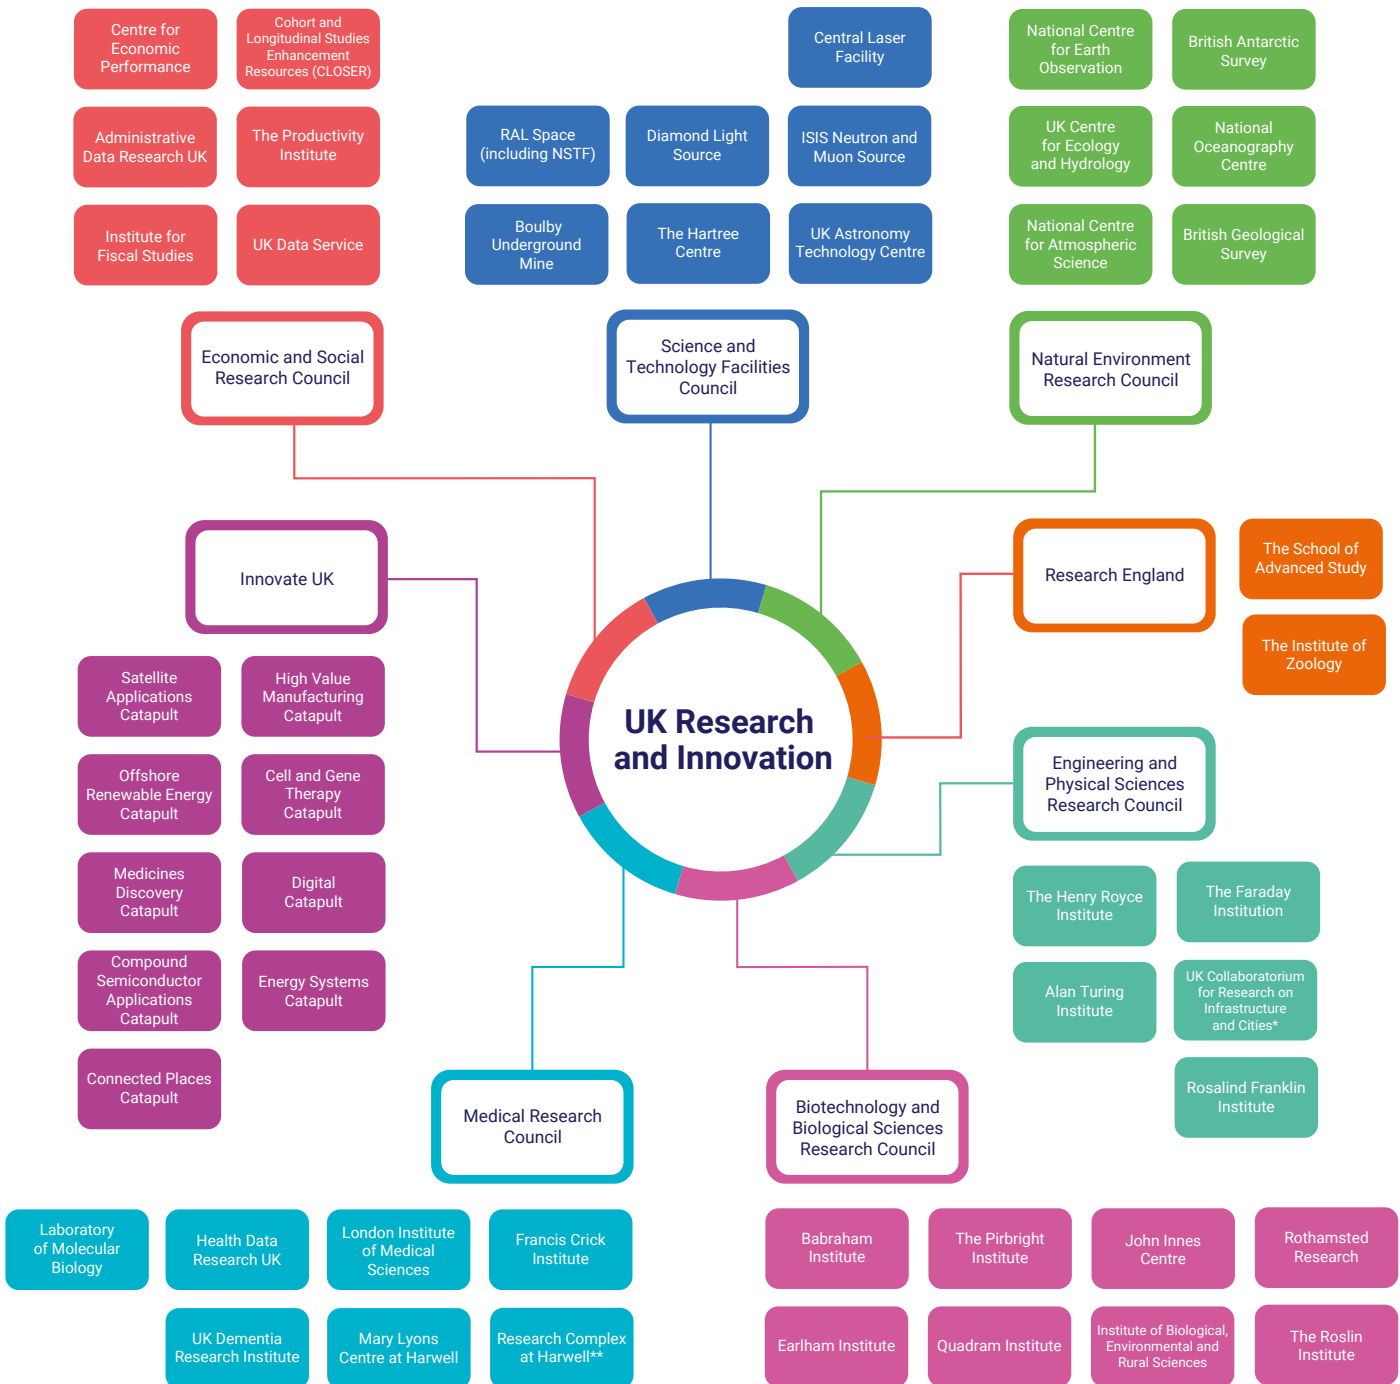 Centre for
Economic
Performance
Cohort and
Longitudinal Studies
Enhancement
Resources (CLOSER)
Administrative
Data Research UK
The Productivity
Institute
Institute for
Fiscal Studies
UK Data Service
Economic and Social
Research Council
Central Laser
Facility
RAL Space
(including NSTF)
Diamond Light
Source
ISIS Neutron and
Muon Source
Boulby
Underground
Mine
The Hartree
Centre
UK Astronomy
Technology Centre
Science and
Technology Facilities
Council
National Centre
for Earth
Observation
British Antarctic
Survey
UK Centre
for Ecology
and Hydrology
National
Oceanography
Centre
National Centre
for Atmospheric
Science
British Geological
Survey
Natural Environment
Research Council
Innovate UK
Satellite
Applications
Catapult
High Value
Manufacturing
Catapult
Offshore
Renewable Energy
Catapult
Cell and Gene
Therapy
Catapult
Medicines
Discovery
Catapult
Digital
Catapult
Compound
Semiconductor
Applications
Catapult
Energy Systems
Catapult
Connected Places
Catapult
UK Research
and Innovation
Research England
The School of
Advanced Study
The Institute of
Zoology
Engineering and
Physical Sciences
Research Council
The Henry Royce
Institute
The Faraday
Institution
Alan Turing
Institute
UK Collaboratorium
for Research on
Infrastructure
and Cities*
Rosalind Franklin
Institute
Medical Research
Council
Laboratory
of Molecular
Biology
Health Data
Research UK
London Institute
of Medical
Sciences
Francis Crick
Institute
UK Dementia
Research Institute
Mary Lyons
Centre at Harwell
Research Complex
at Harwell**
Biotechnology and
Biological Sciences
Research Council
Babraham
Institute
The Pirbright
Institute
John Innes
Centre
Rothamsted
Research
Earlham Institute
Quadram Institute
Institute of Biological,
Environmental and
Rural Sciences
The Roslin
Institute